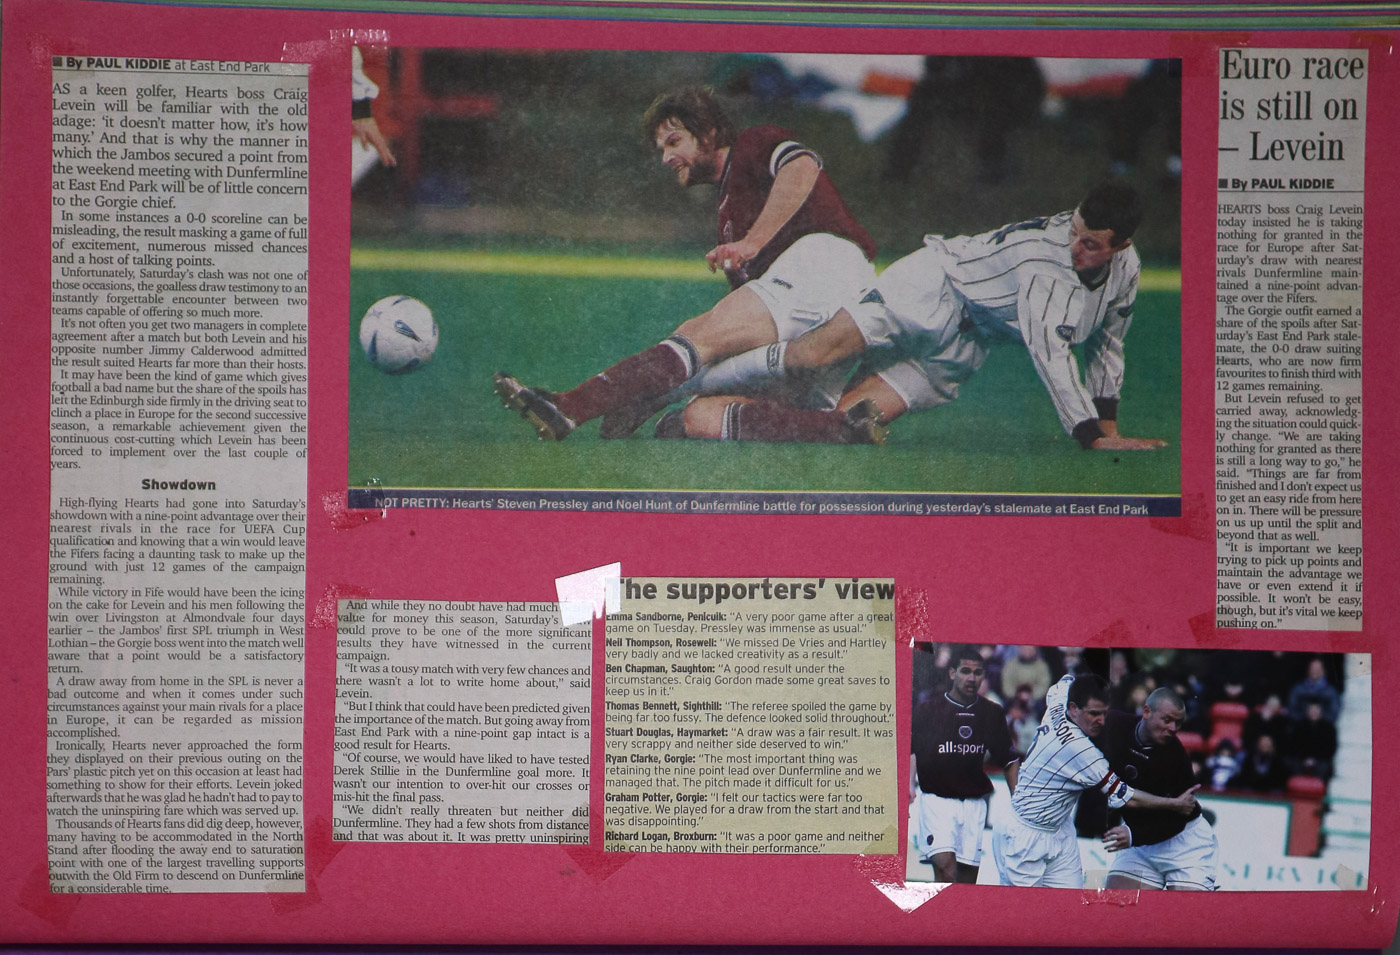 ■ By PAUL KIDDIE at East End Park
AS a keen golfer, Hearts boss Craig
Levein will be familiar with the old
adage: ‘it doesn’t matter how, it’s how
many.’ And that is why the manner in
which the Jambos secured a point from
the weekend meeting with Dunfermline
at East End Park will be of little concern
to the Gorgie chief.
In some instances a 0-0 scoreline can be
misleading, the result masking a game of full
of excitement, numerous missed chances
and a host of talking points.
Unfortunately, Saturday’s clash was not one of
those occasions, the goalless draw testimony to an
instantly forgettable encounter between two
teams capable of offering so much more.
It’s not often you get two managers in complete
agreement after a match but both Levein and his
opposite number Jimmy Calderwood admitted
the result suited Hearts far more than their hosts.
It may have been the kind of game which gives
football a bad name but the share of the spoils has
left the Edinburgh side firmly in the driving seat to
clinch a place in Europe for the second successive
season, a remarkable achievement given the
continuous cost-cutting which Levein has been
forced to implement over the last couple of
years.
Showdown
High-flying Hearts had gone into Saturday’s
showdown with a nine-point advantage over their
nearest rivals in the race for UEFA Cup
qualification and knowing that a win would leave
the Fifers facing a daunting task to make up the
ground with just 12 games of the campaign
remaining.
While victory in Fife would have been the icing
on the cake for Levein and his men following the
win over Livingston at Almondvale four days
earlier – the Jambos’ first SPL triumph in West
Lothian – the Gorgie boss went into the match well
aware that a point would be a satisfactory
return.
A draw away from home in the SPL is never a
bad outcome and when it comes under such
circumstances against your main rivals for a place
in Europe, it can be regarded as mission
accomplished.
Ironically, Hearts never approached the form
they displayed on their previous outing on the
Pars’ plastic pitch yet on this occasion at least had
something to show for their efforts. Levein joked
afterwards that he was glad he hadn’t had to pay to
watch the uninspiring fare which was served up.
Thousands of Hearts fans did dig deep, however,
many having to be accommodated in the North
Stand after flooding the away end to saturation
point with one of the largest travelling supports
outwith the Old Firm to descend on Dunfermline
for a considerable time.
NOT PRETTY: Hearts’ Steven Pressley and Noel Hunt of Dunfermline battle for possession during yesterday’s stalemate at East End Park
And while they no doubt have had much
value for money this season, Saturday’s
could prove to be one of the more significant
results they have witnessed in the current
campaign.
“It was a tousy match with very few chances and
there wasn’t a lot to write home about,” said
Levein.
“But I think that could have been predicted given
the importance of the match. But going away from
East End Park with a nine-point gap intact is a
good result for Hearts.
“Of course, we would have liked to have tested
Derek Stillie in the Dunfermline goal more. It
wasn’t our intention to over-hit our crosses or
mis-hit the final pass.
“We didn’t really threaten but neither did
Dunfermline. They had a few shots from distance
and that was about it. It was pretty uninspiring
The supporters’ view
Emma Sandborne, Penicuik: “A very poor game after a great
game on Tuesday. Pressley was immense as usual.”
Neil Thompson, Rosewell: “We missed De Vries and Hartley
very badly and we lacked creativity as a result.”
Ben Chapman, Saughton: “A good result under the
circumstances. Craig Gordon made some great saves to
keep us in it.”
Thomas Bennett, Sighthill: “The referee spoiled the game by
being far too fussy. The defence looked solid throughout.”
Stuart Douglas, Haymarket: “A draw was a fair result. It was
very scrappy and neither side deserved to win.”
Ryan Clarke, Gorgie: “The most important thing was
retaining the nine point lead over Dunfermline and we
managed that. The pitch made it difficult for us.”
Graham Potter, Gorgie: “I felt our tactics were far too
negative. We played for a draw from the start and that
was disappointing.”
Richard Logan, Broxburn: “It was a poor game and neither
side can be happy with their performance.”
Euro race
is still on
– Levein
■ By PAUL KIDDIE
HEARTS boss Craig Levein
today insisted he is taking
nothing for granted in the
race for Europe after Sat-
urday’s draw with nearest
rivals Dunfermline main-
tained a nine-point advan-
tage over the Fifers.
The Gorgie outfit earned a
share of the spoils after Sat-
urday’s East End Park stale-
mate, the 0-0 draw suiting
Hearts, who are now firm
favourites to finish third with
12 games remaining.
But Levein refused to get
carried away, acknowledg-
ing the situation could quick-
ly change. “We are taking
nothing for granted as there
is still a long way to go,” he
said. “Things are far from
finished and I don’t expect us
to get an easy ride from here
on in. There will be pressure
on us up until the split and
beyond that as well.
“It is important we keep
trying to pick up points and
maintain the advantage we
have or even extend it if
possible. It won’t be easy,
though, but it’s vital we keep
pushing on.”
all:sport
THOMSON